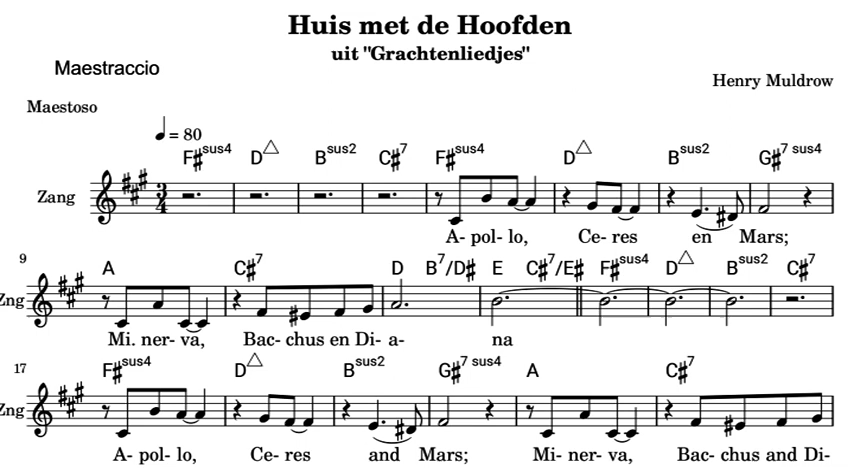 Huis met de Hoofden
uit "Grachtenliedjes"
Maestraccio
Henry Muldrow
Maestoso
♩ = 80
F♯sus4 D△ Bsus2 C♯7 F♯sus4 D△ Bsus2 G♯7 sus4
Zang
3/4
A- pol- lo, Ce- res en Mars;
9
A C♯7 D B7/D♯ E C♯7/E♯ F♯sus4 D△ Bsus2 C♯7
Zng
Mi. ner- va, Bac- chus en Di- a- na
17
F♯sus4 D△ Bsus2 G♯7 sus4 A C♯7
Zng
A- pol- lo, Ce- res and Mars; Mi- ner- va, Bac- chus and Di-